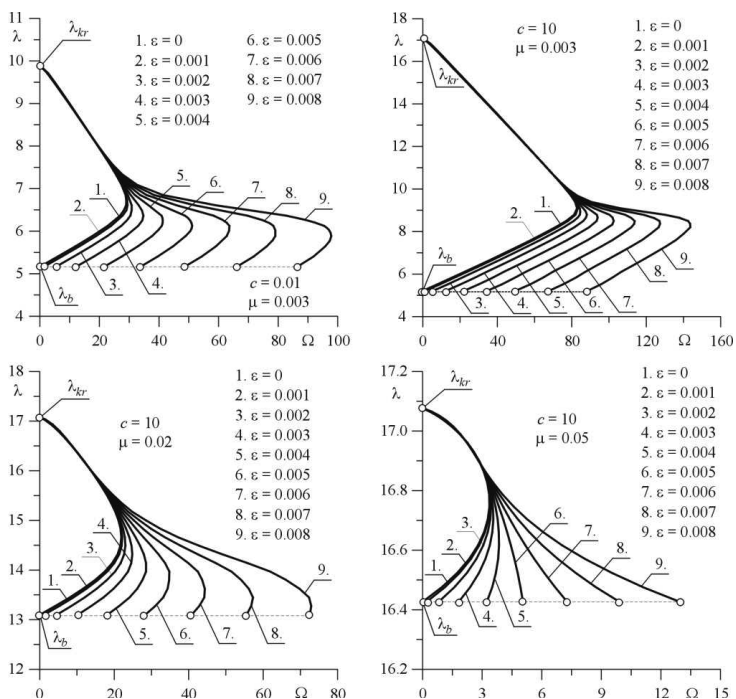 11
λ
10
9
8
7
6
5
4
λkr
1. ε = 0
2. ε = 0.001
3. ε = 0.002
4. ε = 0.003
5. ε = 0.004
6. ε = 0.005
7. ε = 0.006
8. ε = 0.007
9. ε = 0.008
1.
2.
5.
6.
7.
8.
9.
3.
4.
λb
c = 0.01
μ = 0.003
0 20 40 60 80 Ω 100
18
λ
16
14
12
10
8
6
4
λkr
c = 10
μ = 0.003
1. ε = 0
2. ε = 0.001
3. ε = 0.002
4. ε = 0.003
5. ε = 0.004
6. ε = 0.005
7. ε = 0.006
8. ε = 0.007
9. ε = 0.008
1.
2.
λb
3.
4.
5.
6.
7.
8.
9.
0 40 80 120 Ω 160
18
λ
17
16
15
14
13
12
λkr
c = 10
μ = 0.02
1. ε = 0
2. ε = 0.001
3. ε = 0.002
4. ε = 0.003
5. ε = 0.004
6. ε = 0.005
7. ε = 0.006
8. ε = 0.007
9. ε = 0.008
4.
3.
2.
1.
9.
λb
5.
6.
7.
8.
0 20 40 60 Ω 80
17.2
λ
17.0
16.8
16.6
16.4
16.2
λkr
c = 10
μ = 0.05
1. ε = 0
2. ε = 0.001
3. ε = 0.002
4. ε = 0.003
5. ε = 0.004
6. ε = 0.005
7. ε = 0.006
8. ε = 0.007
9. ε = 0.008
3.
2.
1.
6.
7.
8.
9.
λb
4.
5.
0 3 6 9 12 Ω 15